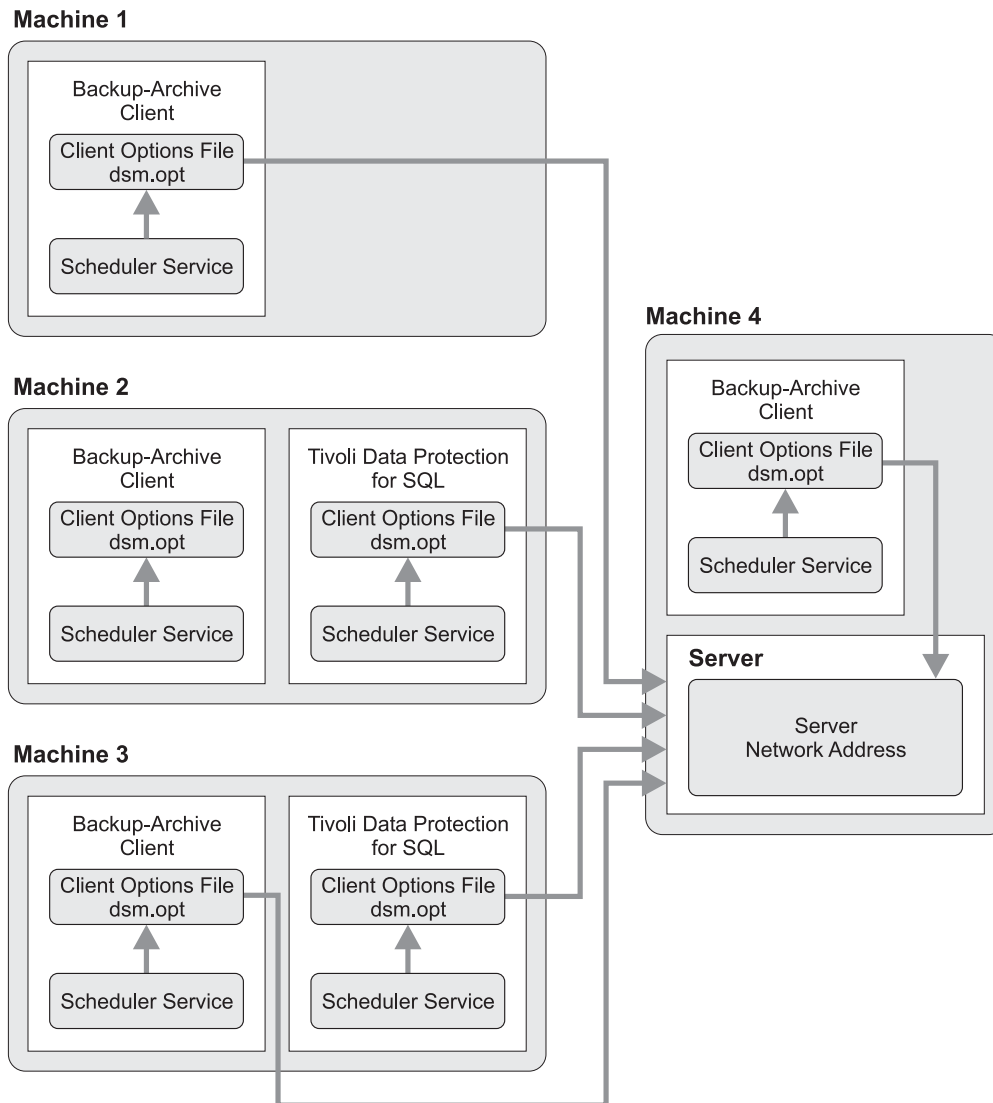 Machine 1
Backup-Archive
Client
Client Options File
dsm.opt
Scheduler Service
Machine 2
Backup-Archive
Client
Client Options File
dsm.opt
Scheduler Service
Tivoli Data Protection
for SQL
Client Options File
dsm.opt
Scheduler Service
Machine 3
Backup-Archive
Client
Client Options File
dsm.opt
Scheduler Service
Tivoli Data Protection
for SQL
Client Options File
dsm.opt
Scheduler Service
Machine 4
Backup-Archive
Client
Client Options File
dsm.opt
Scheduler Service
Server
Server
Network Address